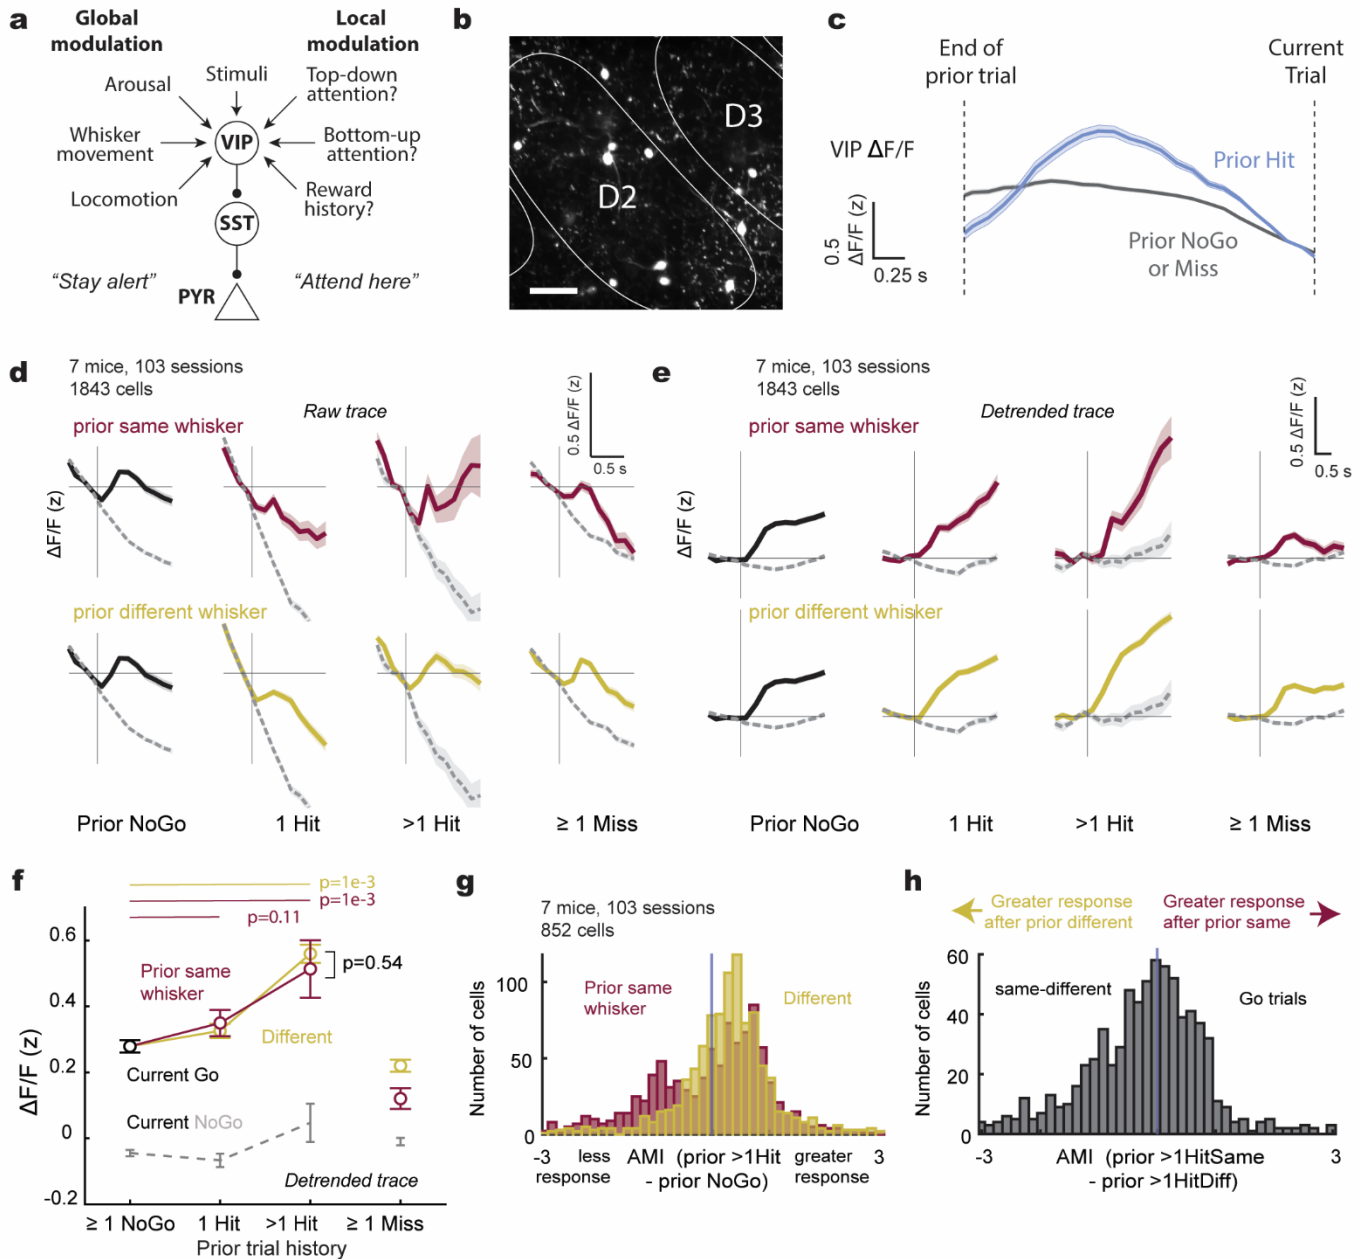 a
Global
modulation
Local
modulation
Stimuli
Arousal
Top-down
attention?
Whisker
movement
VIP
Bottom-up
attention?
Locomotion
Reward
history?
SST
"Stay alert"
"Attend here"
PYR
b
D3
D2
c
End of
prior trial
Current
Trial
VIP ΔF/F
Prior Hit
0.5
ΔF/F (z)
0.25 s
Prior NoGo
or Miss
d
7 mice, 103 sessions
1843 cells
Raw trace
0.5 ΔF/F (z)
0.5 s
prior same whisker
ΔF/F (z)
prior different whisker
Prior NoGo
1 Hit
>1 Hit
≥ 1 Miss
e
7 mice, 103 sessions
1843 cells
Detrended trace
0.5 ΔF/F (z)
0.5 s
prior same whisker
ΔF/F (z)
prior different whisker
Prior NoGo
1 Hit
>1 Hit
≥ 1 Miss
f
p=1e-3
p=1e-3
p=0.11
0.6
0.4
0.2
0
-0.2
ΔF/F (z)
p=0.54
Prior same
whisker
Different
Current Go
Current NoGo
Detrended trace
≥ 1 NoGo
1 Hit
>1 Hit
≥ 1 Miss
Prior trial history
g
7 mice, 103 sessions
852 cells
100
50
0
Number of cells
Prior same
whisker
Different
-3
less
response
AMI (prior >1Hit
- prior NoGo)
greater
response
3
h
Greater response
after prior different
Greater response
after prior same
60
40
20
0
Number of cells
same-different
Go trials
-3
AMI (prior >1HitSame
- prior >1HitDiff)
3